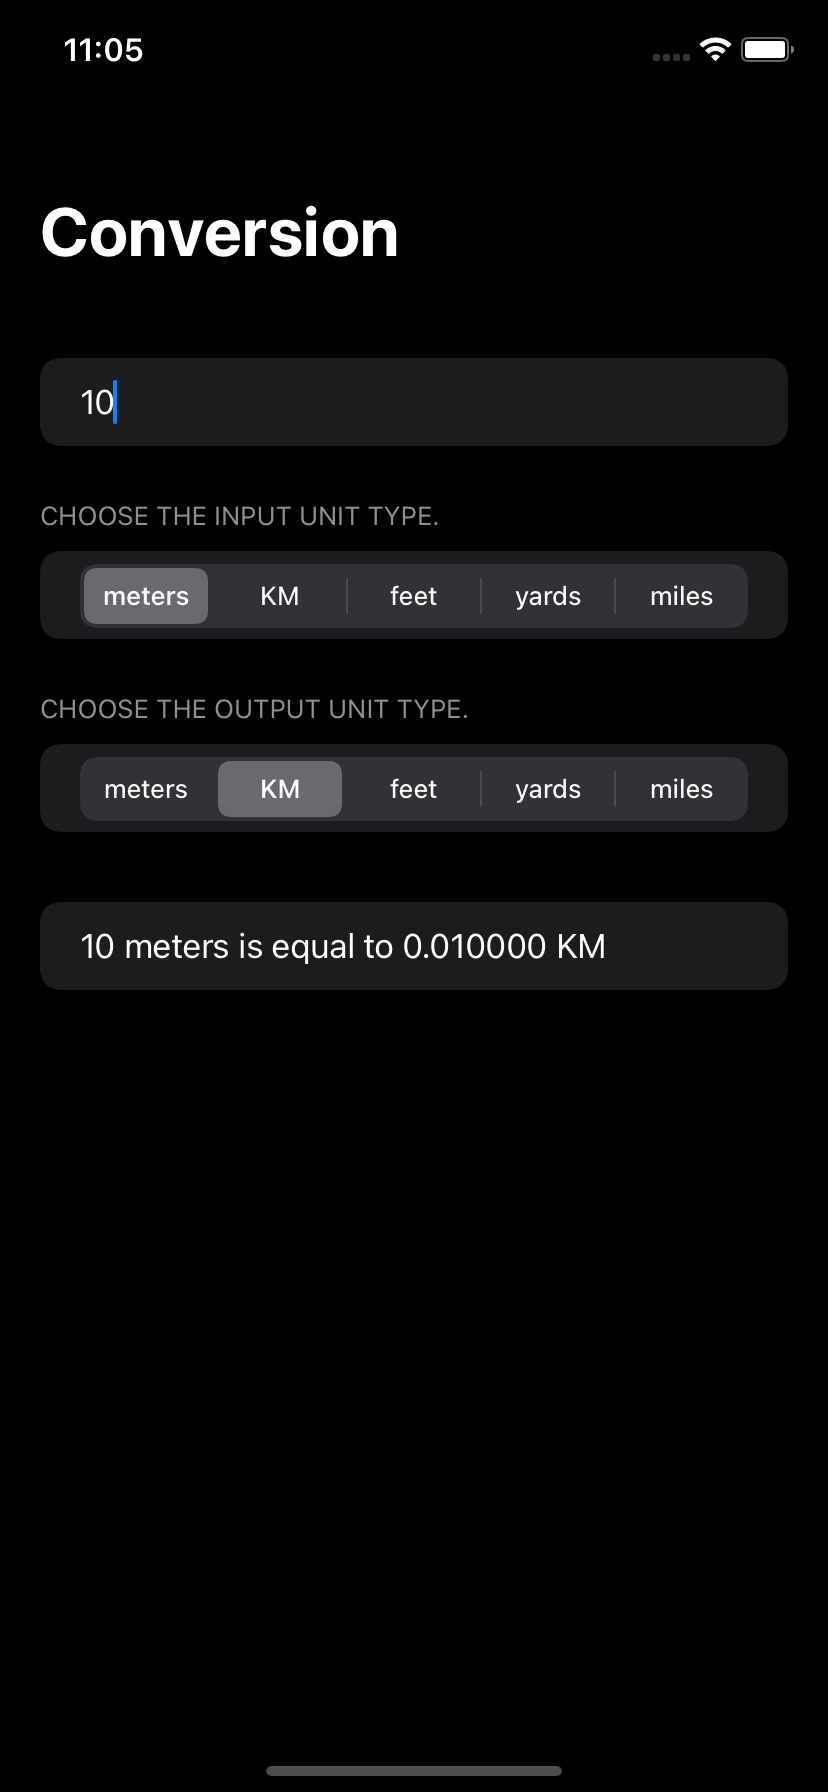 11:05
Conversion
10
CHOOSE THE INPUT UNIT TYPE.
meters KM feet yards miles
CHOOSE THE OUTPUT UNIT TYPE.
meters KM feet yards miles
10 meters is equal to 0.010000 KM